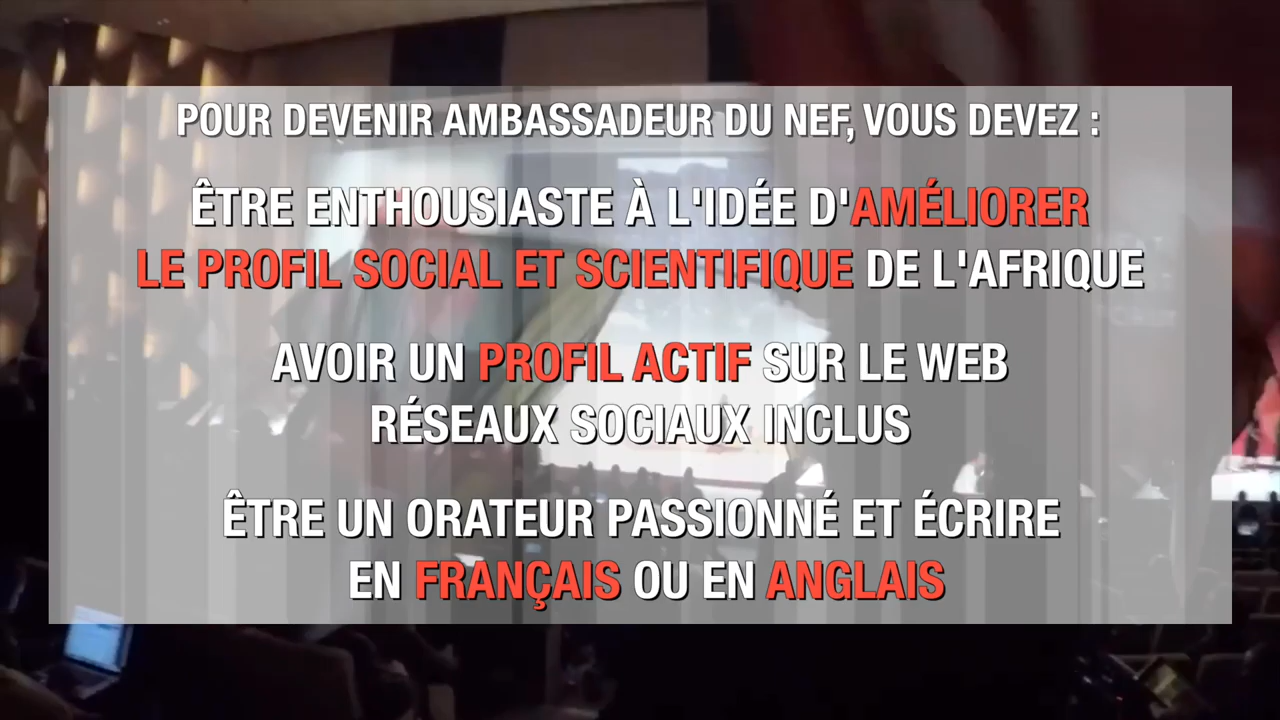 POUR DEVENIR AMBASSADEUR DU NEF, VOUS DEVEZ :
ÊTRE ENTHOUSIASTE À L'IDÉE D'AMÉLIORER
LE PROFIL SOCIAL ET SCIENTIFIQUE DE L'AFRIQUE
AVOIR UN PROFIL ACTIF SUR LE WEB
RÉSEAUX SOCIAUX INCLUS
ÊTRE UN ORATEUR PASSIONNÉ ET ÉCRIRE
EN FRANÇAIS OU EN ANGLAIS